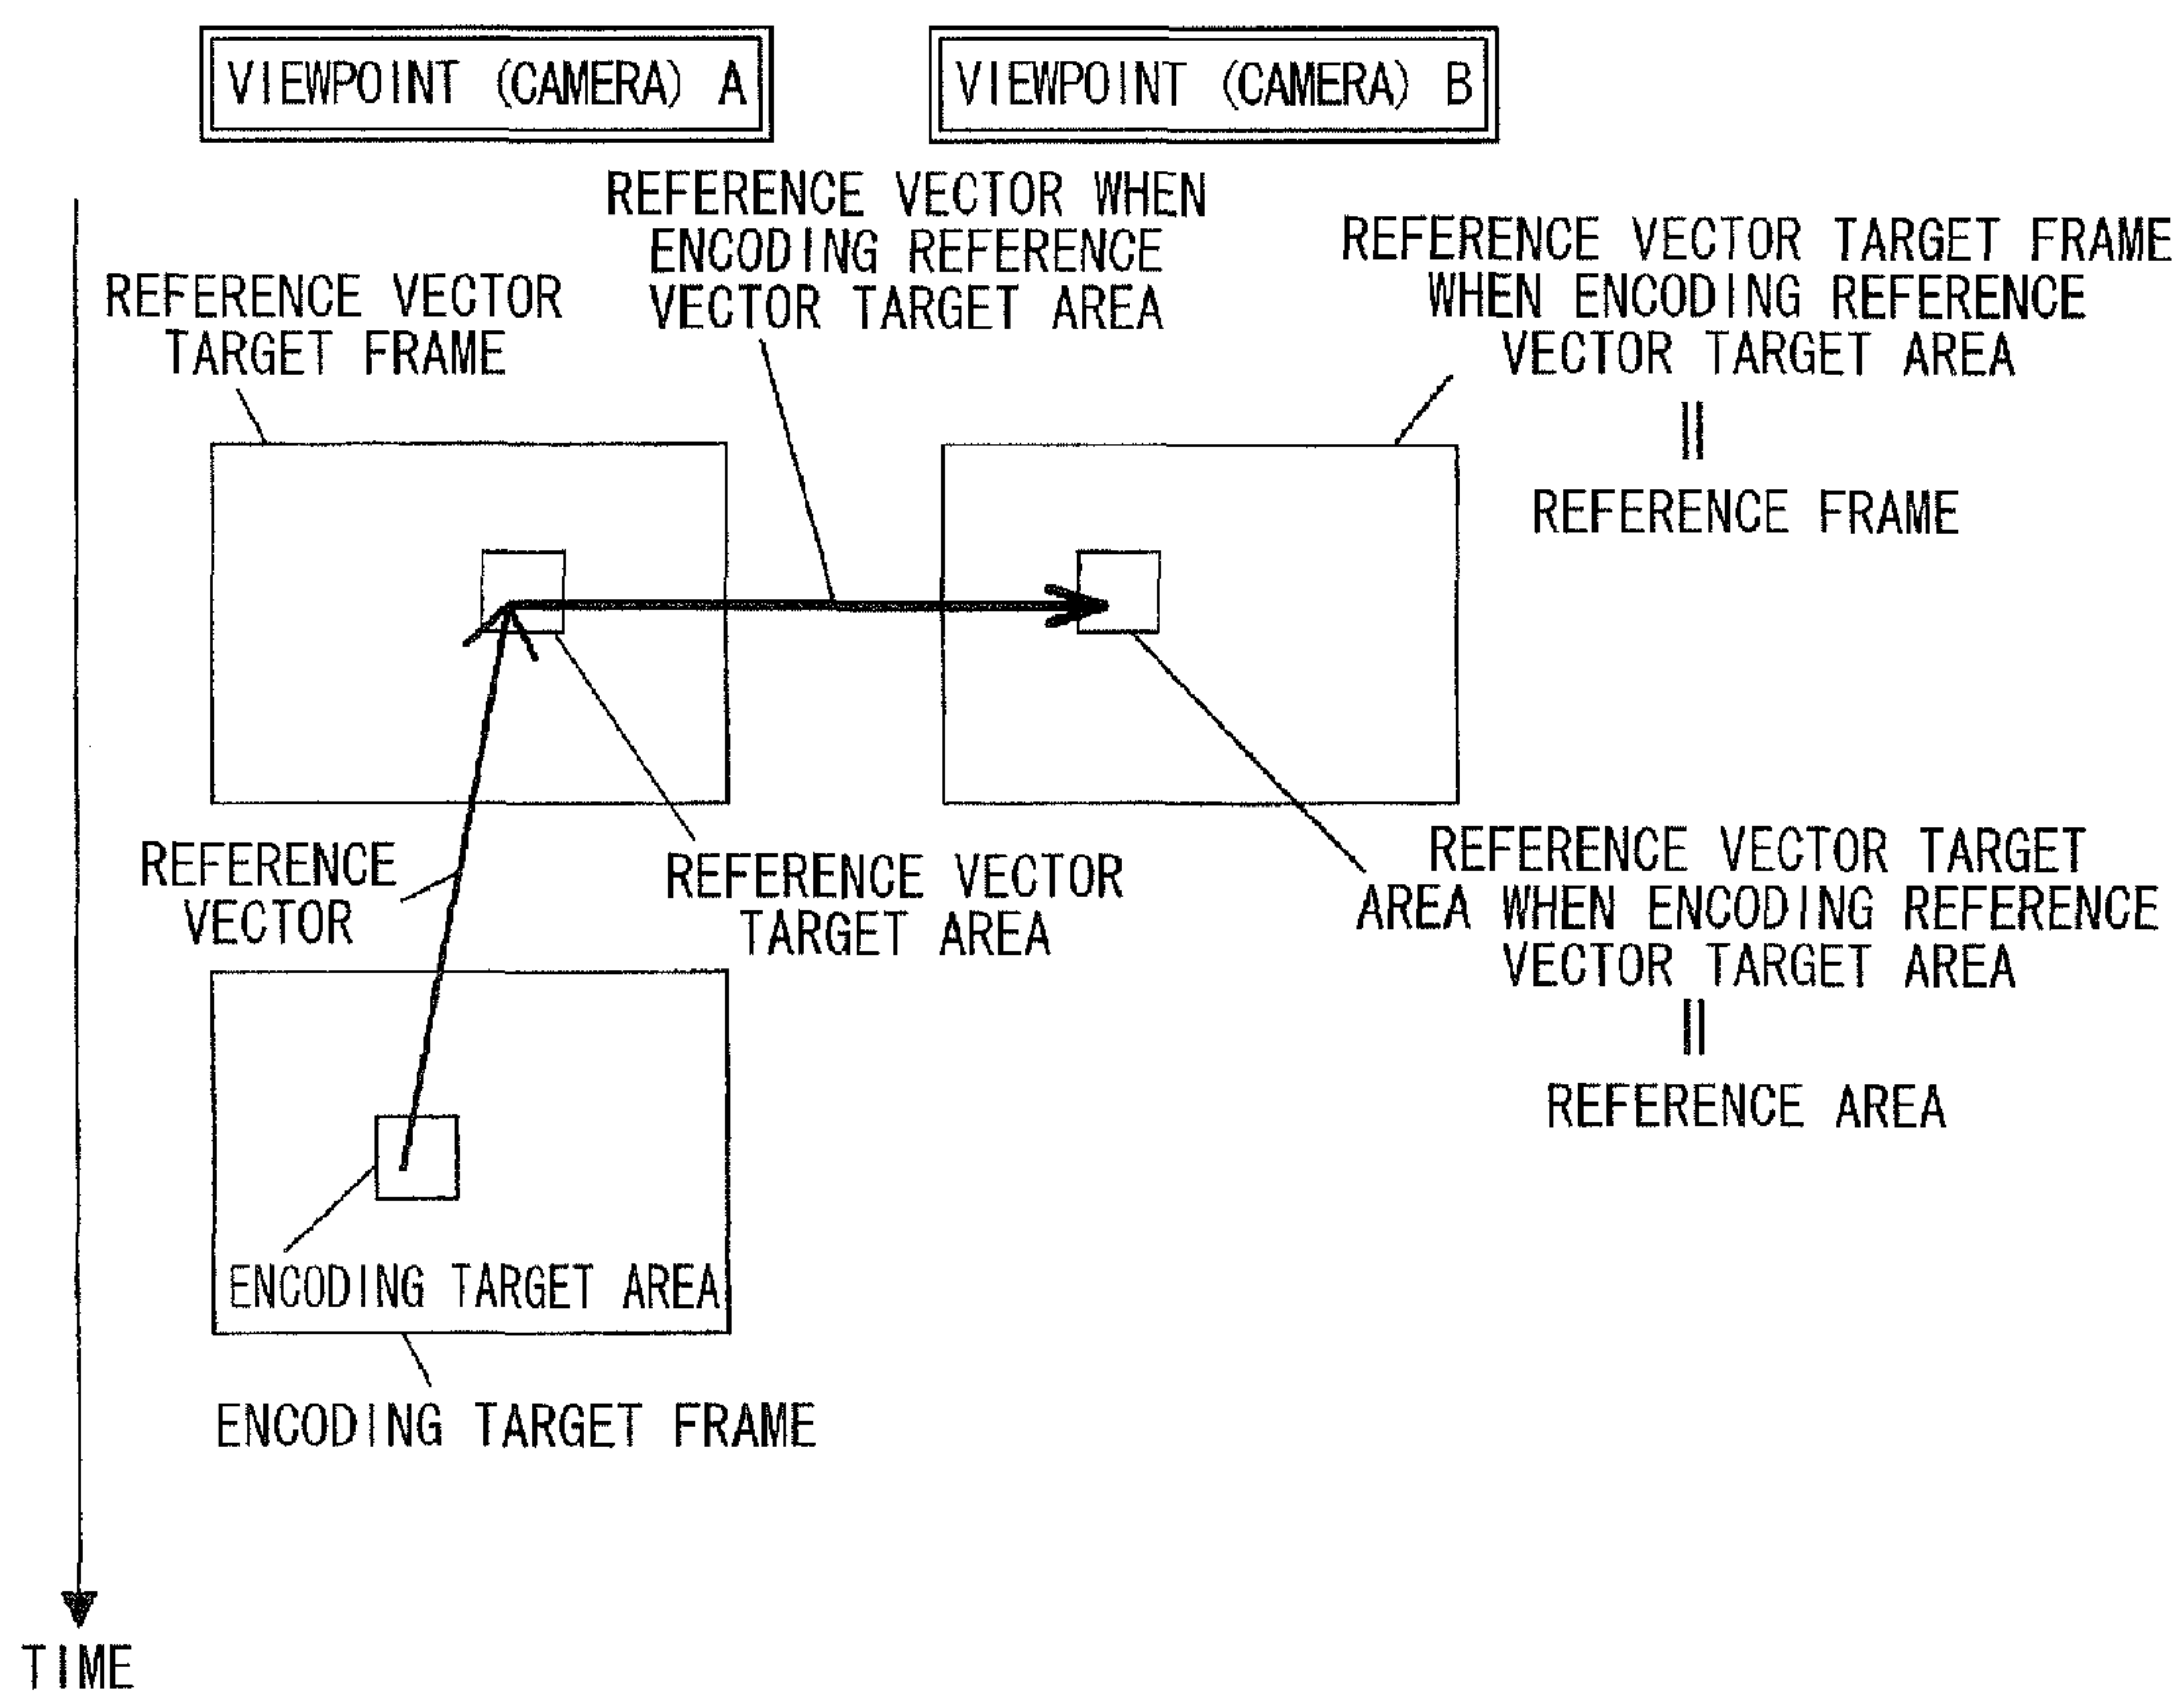 VIEWPOINT (CAMERA) A
VIEWPOINT (CAMERA) B
REFERENCE VECTOR WHEN
ENCODING REFERENCE
VECTOR TARGET AREA
REFERENCE VECTOR TARGET FRAME
WHEN ENCODING REFERENCE
VECTOR TARGET AREA
||
REFERENCE FRAME
REFERENCE VECTOR
TARGET FRAME
REFERENCE
VECTOR
REFERENCE VECTOR
TARGET AREA
REFERENCE VECTOR TARGET
AREA WHEN ENCODING REFERENCE
VECTOR TARGET AREA
||
REFERENCE AREA
ENCODING TARGET AREA
ENCODING TARGET FRAME
TIME